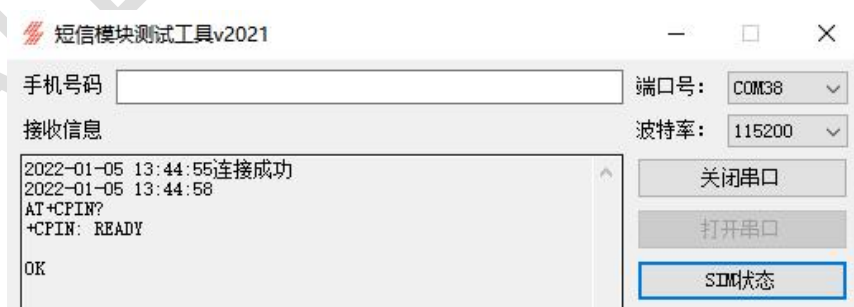 短信模块测试工具v2021
手机号码
端口号: COM38
接收信息
波特率: 115200
2022-01-05 13:44:55连接成功
2022-01-05 13:44:58
AT+CPIN?
+CPIN: READY
OK
关闭串口
打开串口
SIM状态